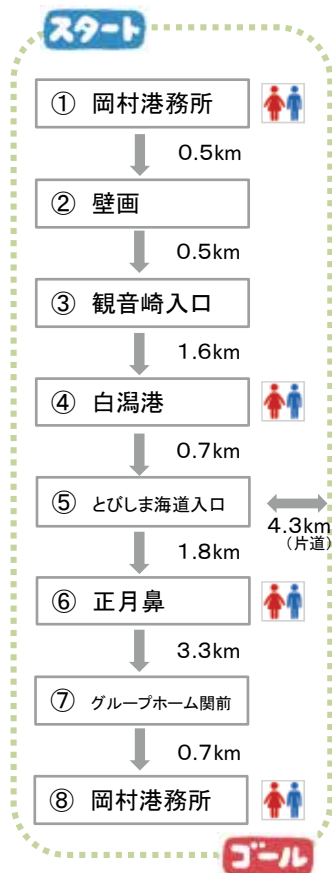 スタート
① 岡村港務所
0.5km
② 壁画
0.5km
③ 観音崎入口
1.6km
④ 白潟港
0.7km
⑤ とびしま海道入口
4.3km
(片道)
1.8km
⑥ 正月鼻
3.3km
⑦ グループホーム関前
0.7km
⑧ 岡村港務所
ゴール